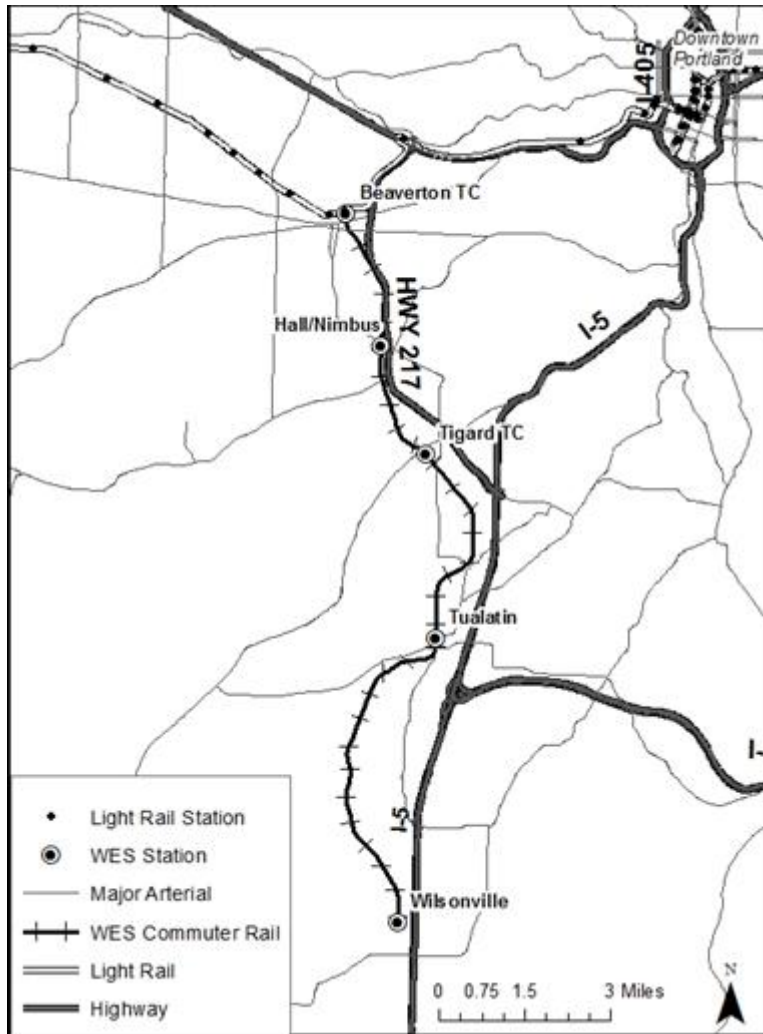 Downtown
Portland
I-405
Beaverton TC
HWY 217
Hall/Nimbus
I-5
Tigard TC
Tualatin
I-
I-5
Light Rail Station
WES Station
Major Arterial
WES Commuter Rail
Light Rail
Highway
Wilsonville
N
0 0.75 1.5 3 Miles